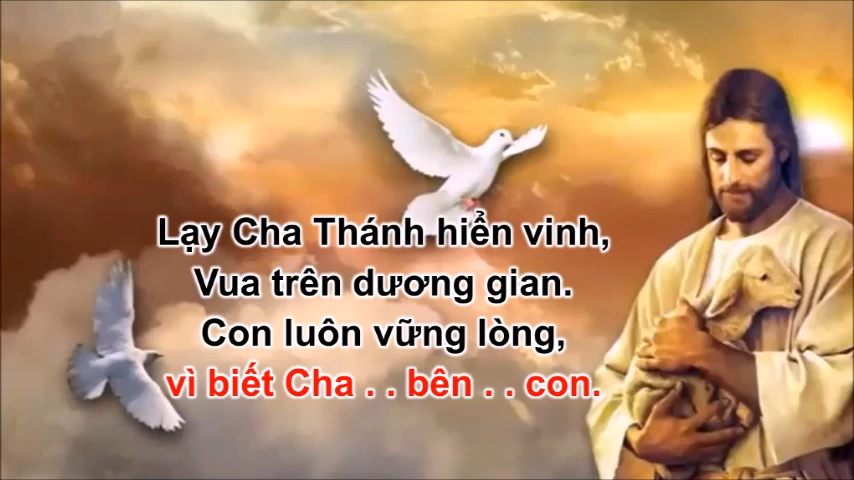 Lạy Cha Thánh hiển vinh,
Vua trên dương gian.
Con luôn vững lòng,
vì biết Cha . . bên . . con.